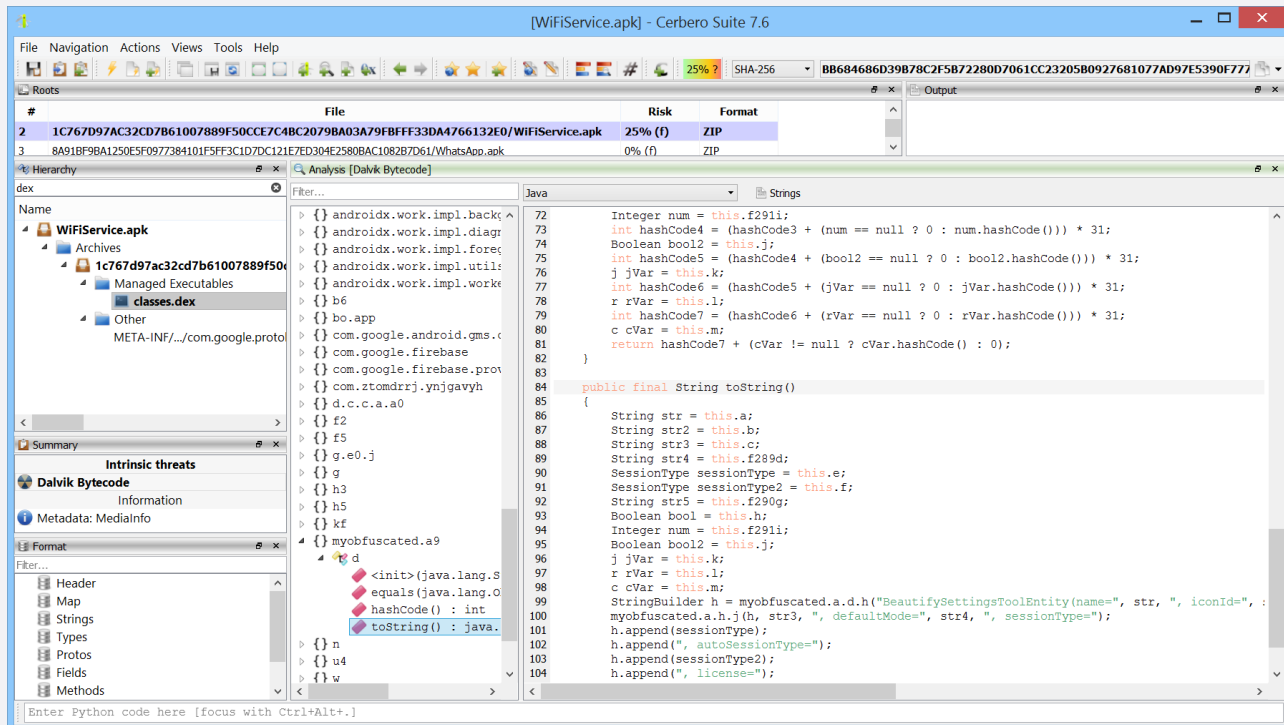 [WiFiService.apk] - Cerbero Suite 7.6
File Navigation Actions Views Tools Help
25% ? SHA-256 BB684686D39B78C2F5B72280D7061CC23205B0927681077AD97E5390F777
Roots
# File Risk Format
2 1C767D97AC32CD7B61007889F50CCE7C4BC2079BA03A79FBFFF33DA4766132E0/WiFiService.apk 25% (f) ZIP
3 8A91BF9BA1250E5F0977384101F5FF3C1D7DC121E7ED304E2580BAC1082B7D61/WhatsApp.apk 0% (f) ZIP
Output
Hierarchy
dex
Name
WiFiService.apk
Archives
1c767d97ac32cd7b61007889f50c
Managed Executables
classes.dex
Other
META-INF/.../com.google.protol
Summary
Intrinsic threats
Dalvik Bytecode
Information
Metadata: MediaInfo
Format
Filter...
Header
Map
Strings
Types
Protos
Fields
Methods
Analysis [Dalvik Bytecode]
Filter...
{} androidx.work.impl.backg
{} androidx.work.impl.diagn
{} androidx.work.impl.foreg
{} androidx.work.impl.utils
{} androidx.work.impl.worke
{} b6
{} bo.app
{} com.google.android.gms.c
{} com.google.firebase
{} com.google.firebase.prov
{} com.ztomdrrj.ynjgavyh
{} d.c.c.a.a0
{} f2
{} f5
{} g.e0.j
{} g
{} h3
{} h5
{} kf
{} myobfuscated.a9
d
<init>(java.lang.S
equals(java.lang.O
hashCode() : int
toString() : java.
{} n
{} u4
{} w
Java Strings
72 Integer num = this.f291i;
73 int hashCode4 = (hashCode3 + (num == null ? 0 : num.hashCode())) * 31;
74 Boolean bool2 = this.j;
75 int hashCode5 = (hashCode4 + (bool2 == null ? 0 : bool2.hashCode())) * 31;
76 j jVar = this.k;
77 int hashCode6 = (hashCode5 + (jVar == null ? 0 : jVar.hashCode())) * 31;
78 r rVar = this.l;
79 int hashCode7 = (hashCode6 + (rVar == null ? 0 : rVar.hashCode())) * 31;
80 c cVar = this.m;
81 return hashCode7 + (cVar != null ? cVar.hashCode() : 0);
82 }
83
84 public final String toString()
85 {
86 String str = this.a;
87 String str2 = this.b;
88 String str3 = this.c;
89 String str4 = this.f289d;
90 SessionType sessionType = this.e;
91 SessionType sessionType2 = this.f;
92 String str5 = this.f290g;
93 Boolean bool = this.h;
94 Integer num = this.f291i;
95 Boolean bool2 = this.j;
96 j jVar = this.k;
97 r rVar = this.l;
98 c cVar = this.m;
99 StringBuilder h = myobfuscated.a.d.h("BeautifySettingsToolEntity(name=", str, ", iconId=",
100 myobfuscated.a.h.j(h, str3, ", defaultMode=", str4, ", sessionType=");
101 h.append(sessionType);
102 h.append(", autoSessionType=");
103 h.append(sessionType2);
104 h.append(", license=");
Enter Python code here [focus with Ctrl+Alt+.]